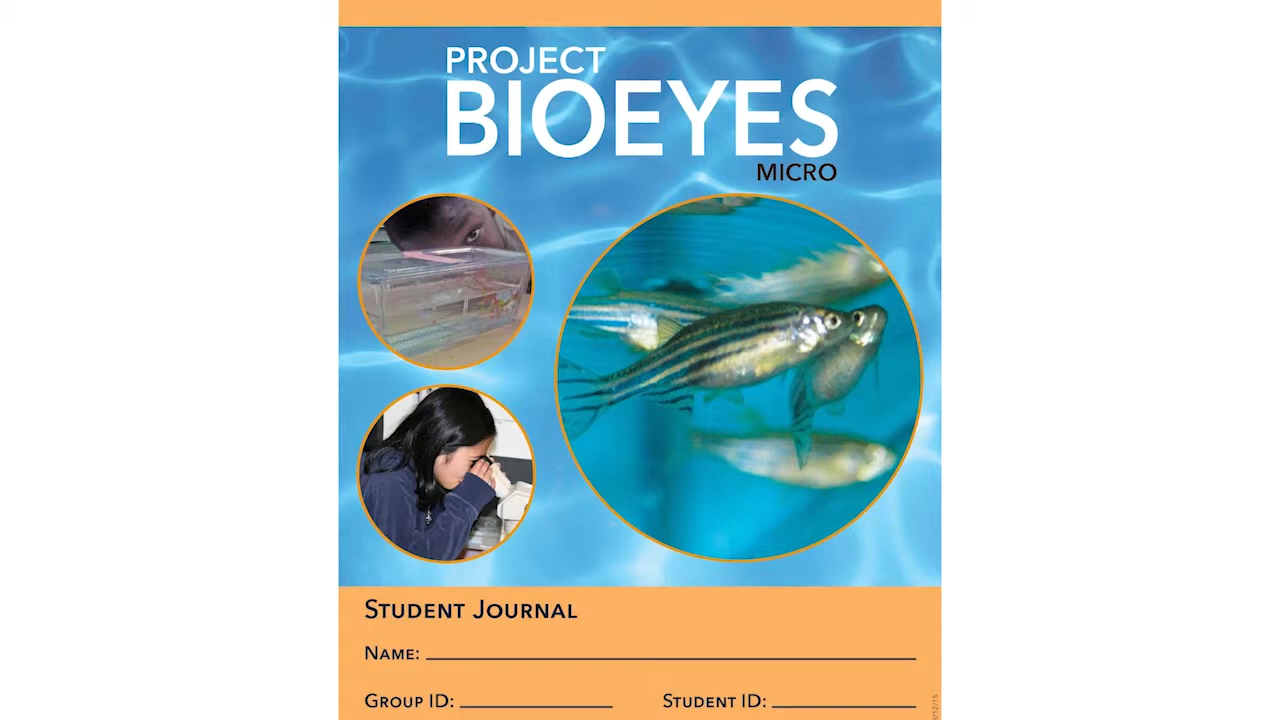 PROJECT
BIOEYES
MICRO
STUDENT JOURNAL
NAME:
GROUP ID: STUDENT ID: